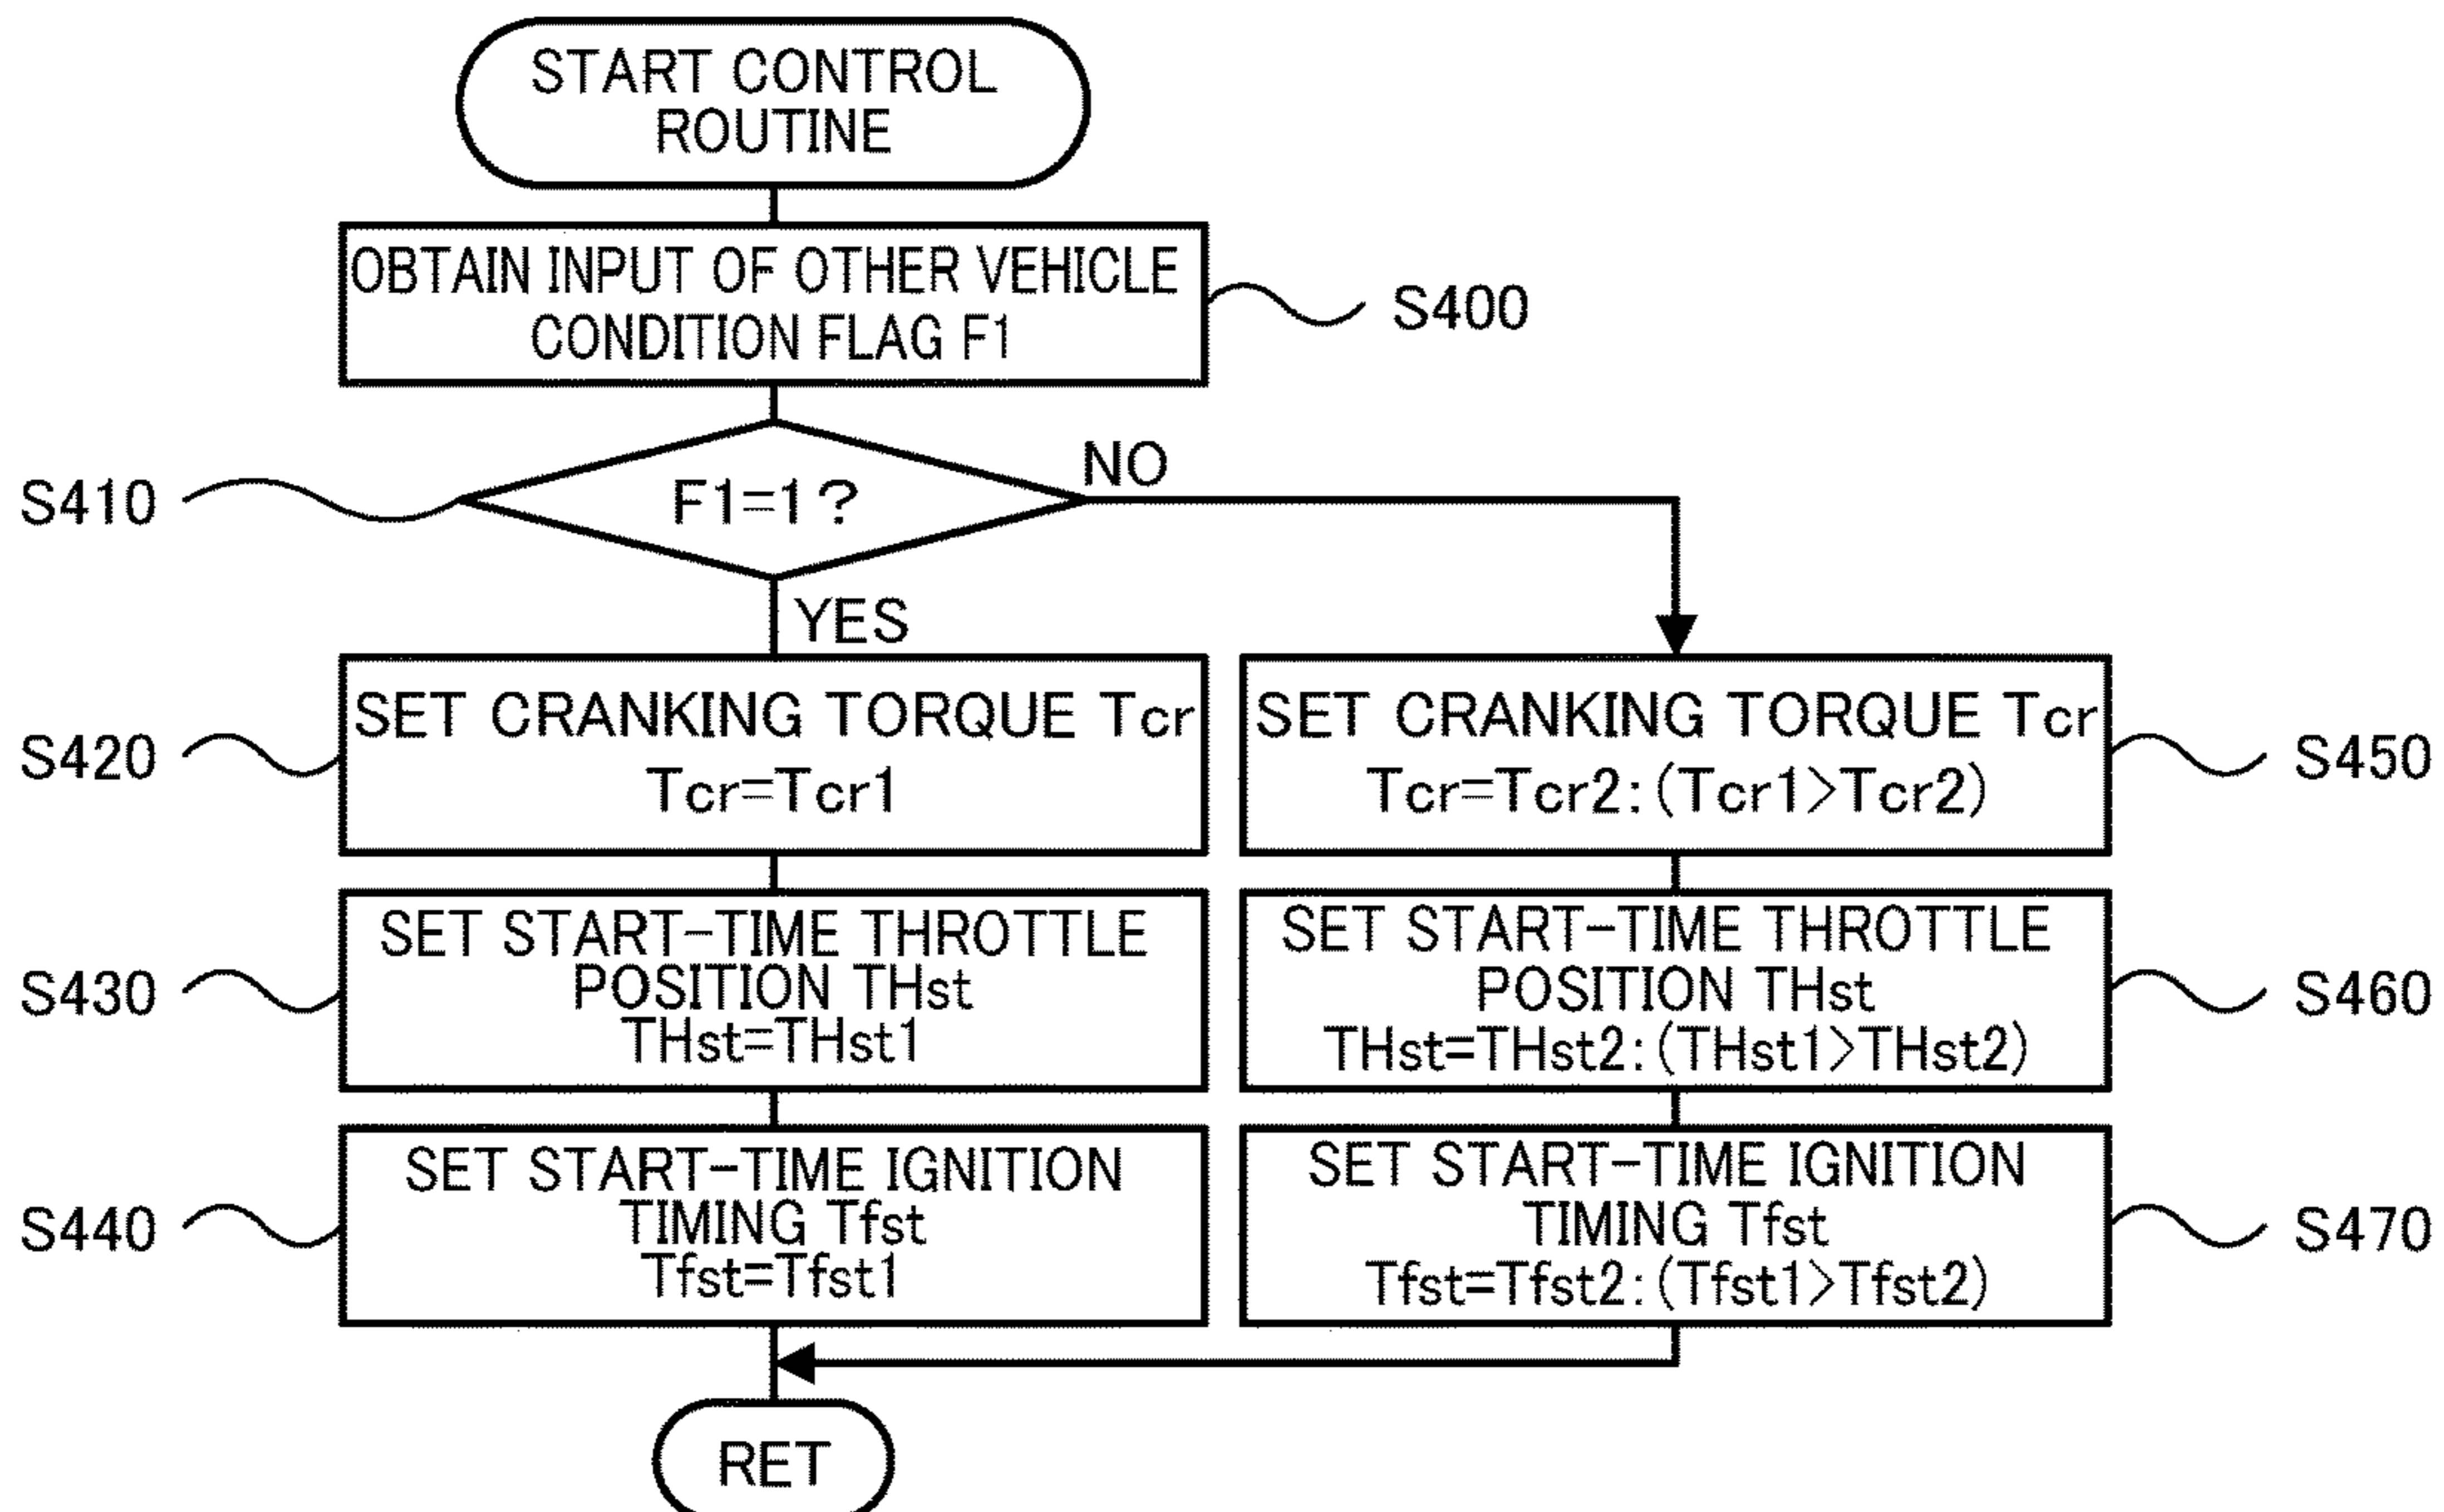 START CONTROL
ROUTINE
OBTAIN INPUT OF OTHER VEHICLE
CONDITION FLAG F1
S400
S410
F1=1?
NO
YES
S420
SET CRANKING TORQUE Tcr
Tcr=Tcr1
SET CRANKING TORQUE Tcr
Tcr=Tcr2:(Tcr1>Tcr2)
S450
S430
SET START-TIME THROTTLE
POSITION THst
THst=THst1
SET START-TIME THROTTLE
POSITION THst
THst=THst2:(THst1>THst2)
S460
S440
SET START-TIME IGNITION
TIMING Tfst
Tfst=Tfst1
SET START-TIME IGNITION
TIMING Tfst
Tfst=Tfst2:(Tfst1>Tfst2)
S470
RET